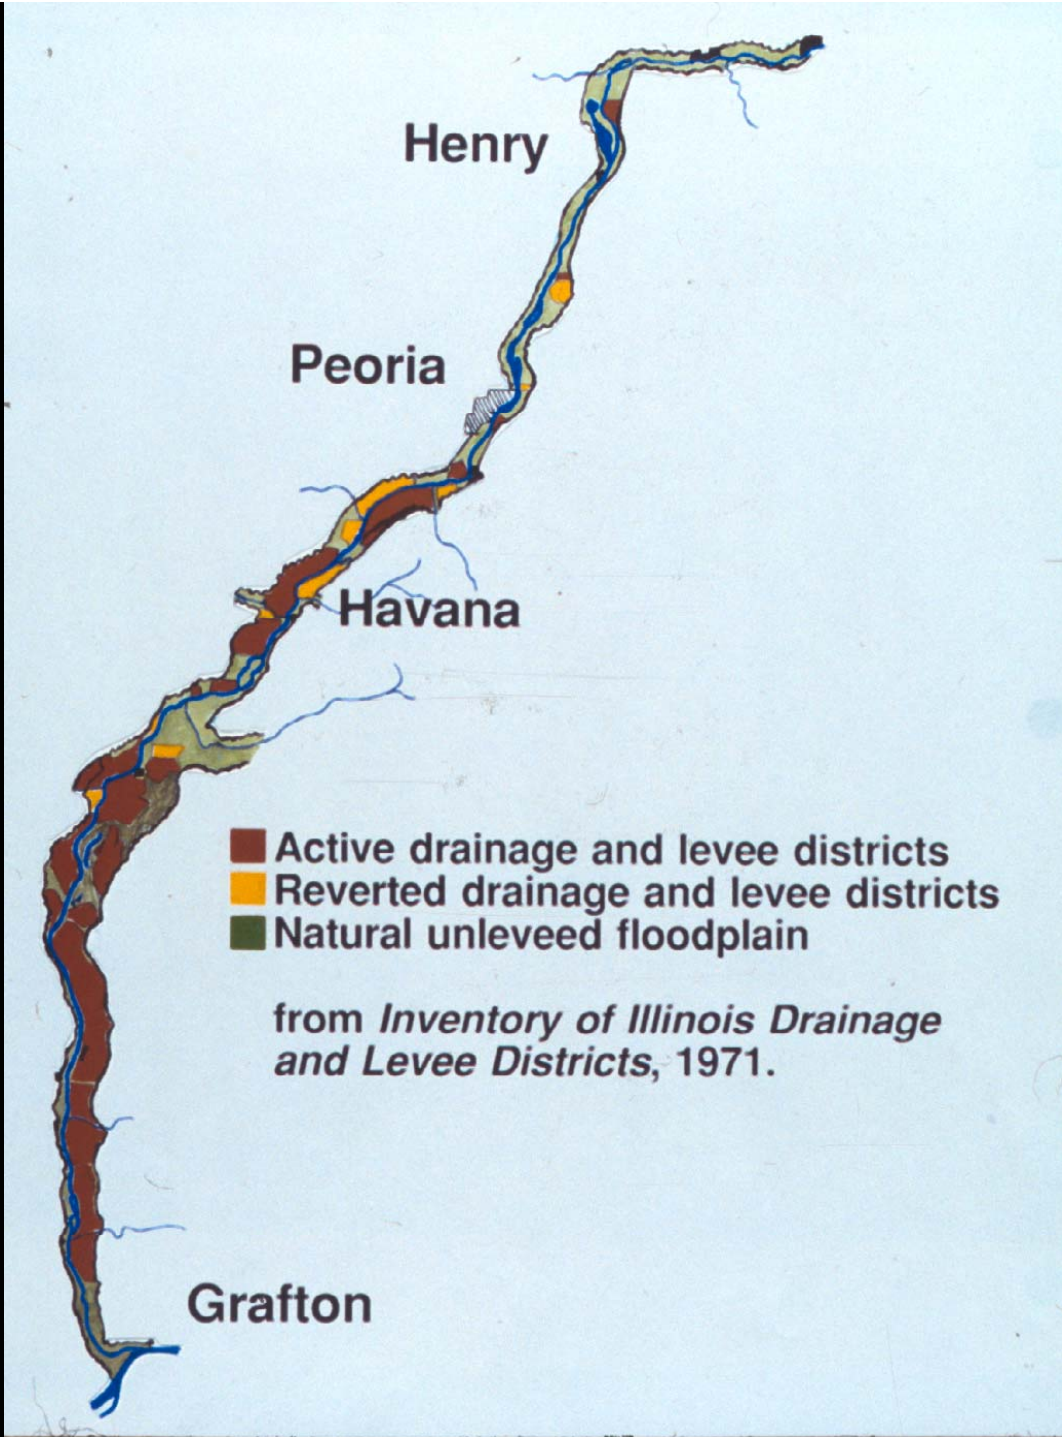 Henry
Peoria
Havana
Active drainage and levee districts
Reverted drainage and levee districts
Natural unleveed floodplain
from Inventory of Illinois Drainage
and Levee Districts, 1971.
Grafton